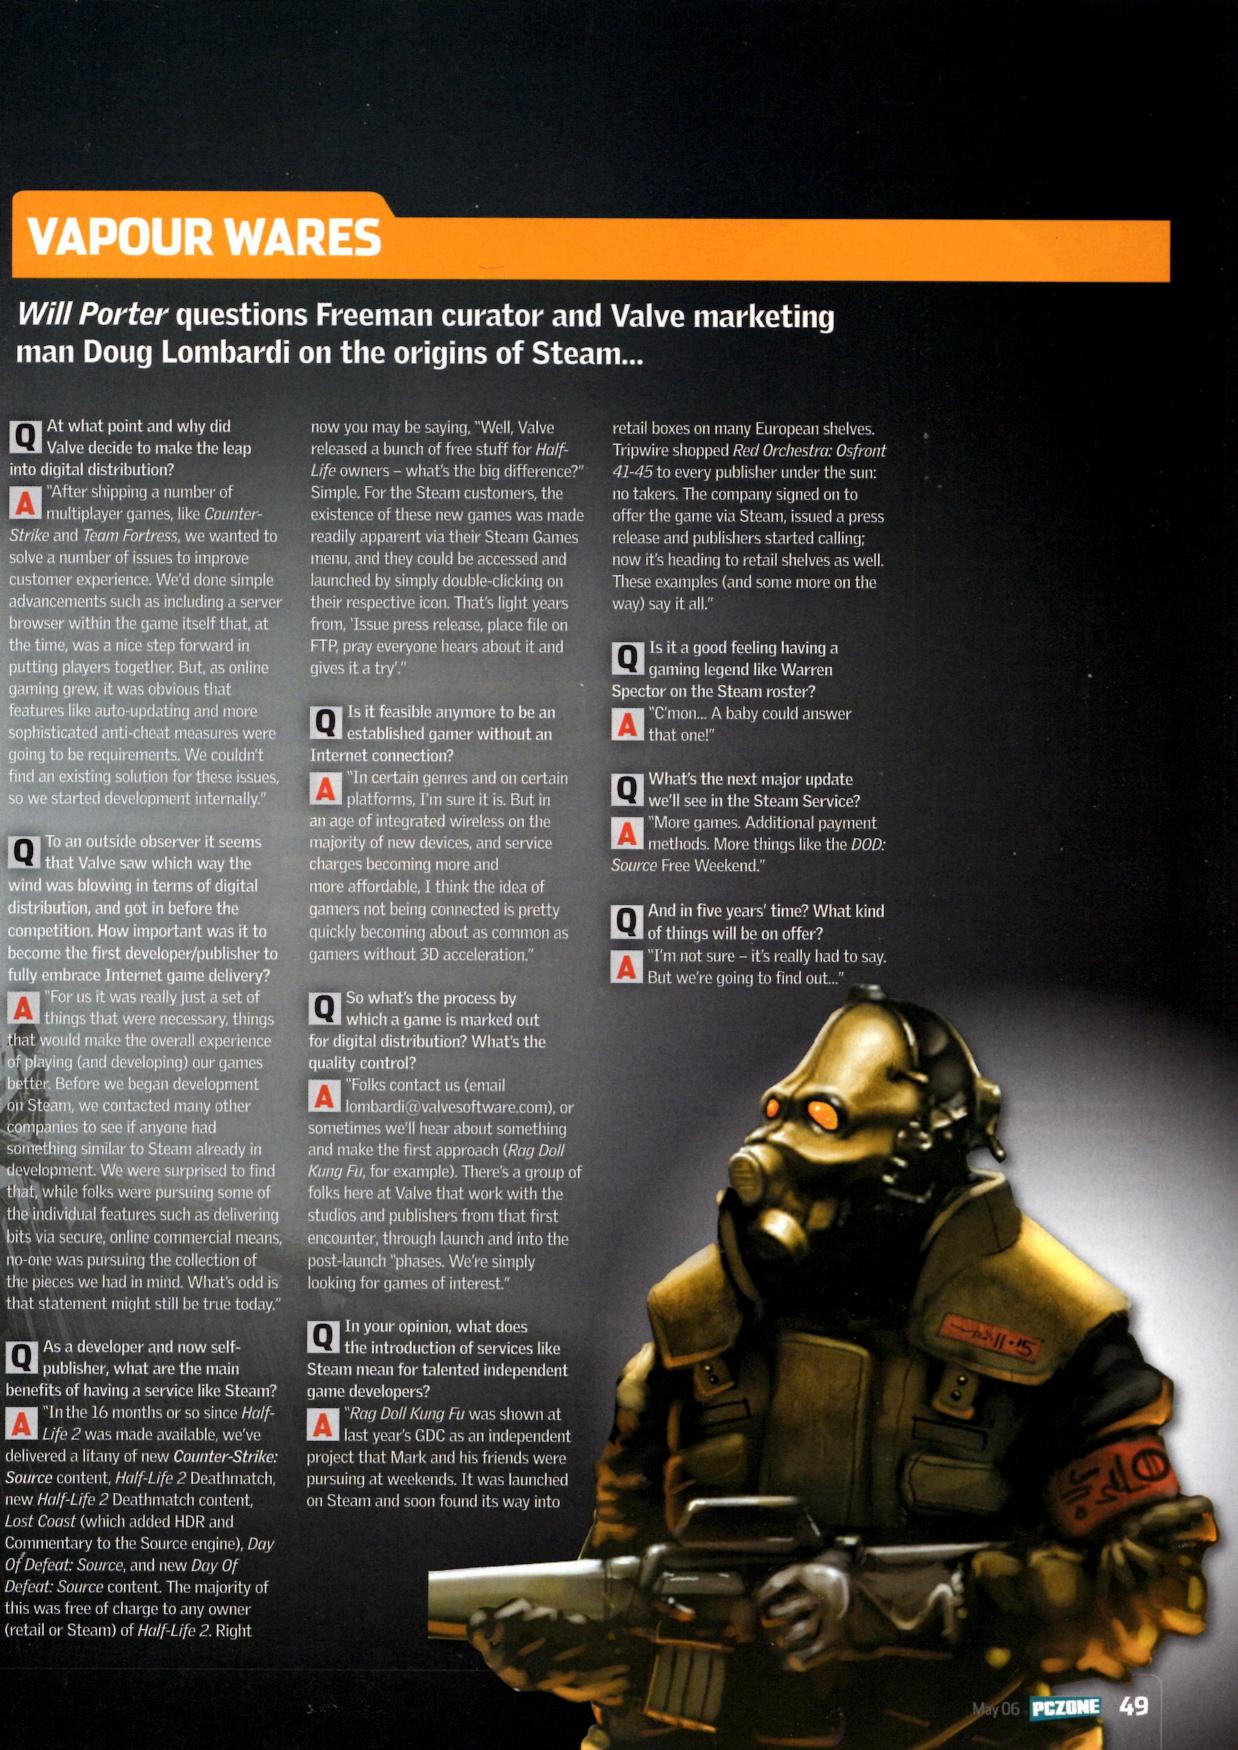 VAPOUR WARES
Will Porter questions Freeman curator and Valve marketing
man Doug Lombardi on the origins of Steam...
Q At what point and why did
Valve decide to make the leap
into digital distribution?
A "After shipping a number of
multiplayer games, like Counter-
Strike and Team Fortress, we wanted to
solve a number of issues to improve
customer experience. We'd done simple
advancements such as including a server
browser within the game itself that, at
the time, was a nice step forward in
putting players together. But, as online
gaming grew, it was obvious that
features like auto-updating and more
sophisticated anti-cheat measures were
going to be requirements. We couldn't
find an existing solution for these issues,
so we started development internally."
Q To an outside observer it seems
that Valve saw which way the
wind was blowing in terms of digital
distribution, and got in before the
competition. How important was it to
become the first developer/publisher to
fully embrace Internet game delivery?
A "For us it was really just a set of
things that were necessary, things
that would make the overall experience
of playing (and developing) our games
better. Before we began development
on Steam, we contacted many other
companies to see if anyone had
something similar to Steam already in
development. We were surprised to find
that, while folks were pursuing some of
the individual features such as delivering
bits via secure, online commercial means,
no-one was pursuing the collection of
the pieces we had in mind. What's odd is
that statement might still be true today."
Q As a developer and now self-
publisher, what are the main
benefits of having a service like Steam?
A "In the 16 months or so since Half-
Life 2 was made available, we've
delivered a litany of new Counter-Strike:
Source content, Half-Life 2 Deathmatch,
new Half-Life 2 Deathmatch content,
Lost Coast (which added HDR and
Commentary to the Source engine), Day
Of Defeat: Source, and new Day Of
Defeat: Source content. The majority of
this was free of charge to any owner
(retail or Steam) of Half-Life 2. Right
now you may be saying, "Well, Valve
released a bunch of free stuff for Half-
Life owners – what's the big difference?"
Simple. For the Steam customers, the
existence of these new games was made
readily apparent via their Steam Games
menu, and they could be accessed and
launched by simply double-clicking on
their respective icon. That's light years
from, 'Issue press release, place file on
FTP, pray everyone hears about it and
gives it a try'."
Q Is it feasible anymore to be an
established gamer without an
Internet connection?
A "In certain genres and on certain
platforms, I'm sure it is. But in
an age of integrated wireless on the
majority of new devices, and service
charges becoming more and
more affordable, I think the idea of
gamers not being connected is pretty
quickly becoming about as common as
gamers without 3D acceleration."
Q So what's the process by
which a game is marked out
for digital distribution? What's the
quality control?
A "Folks contact us (email
lombardi@valvesoftware.com), or
sometimes we'll hear about something
and make the first approach (Rag Doll
Kung Fu, for example). There's a group of
folks here at Valve that work with the
studios and publishers from that first
encounter, through launch and into the
post-launch "phases. We're simply
looking for games of interest."
Q In your opinion, what does
the introduction of services like
Steam mean for talented independent
game developers?
A "Rag Doll Kung Fu was shown at
last year's GDC as an independent
project that Mark and his friends were
pursuing at weekends. It was launched
on Steam and soon found its way into
retail boxes on many European shelves.
Tripwire shopped Red Orchestra: Osfront
41-45 to every publisher under the sun:
no takers. The company signed on to
offer the game via Steam, issued a press
release and publishers started calling;
now it's heading to retail shelves as well.
These examples (and some more on the
way) say it all."
Q Is it a good feeling having a
gaming legend like Warren
Spector on the Steam roster?
A "C'mon... A baby could answer
that one!"
Q What's the next major update
we'll see in the Steam Service?
A "More games. Additional payment
methods. More things like the DOD:
Source Free Weekend."
Q And in five years' time? What kind
of things will be on offer?
A "I'm not sure – it's really had to say.
But we're going to find out..."
May 06 PCZONE 49